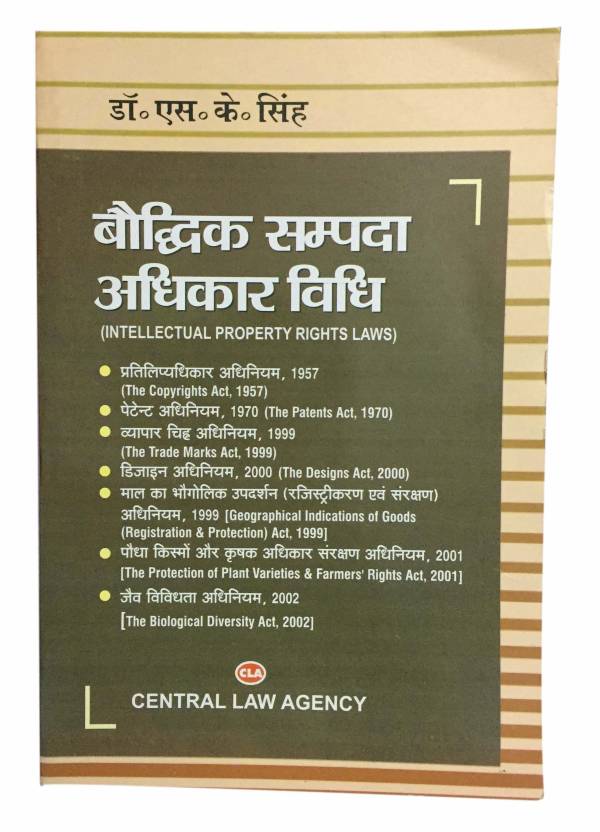 डॉ॰ एस॰ के॰ सिंह
बौद्धिक सम्पदा
अधिकार विधि
(INTELLECTUAL PROPERTY RIGHTS LAWS)
● प्रतिलिप्यधिकार अधिनियम, 1957
(The Copyrights Act, 1957)
● पेटेन्ट अधिनियम, 1970 (The Patents Act, 1970)
● व्यापार चिह्न अधिनियम, 1999
(The Trade Marks Act, 1999)
● डिजाइन अधिनियम, 2000 (The Designs Act, 2000)
● माल का भौगोलिक उपदर्शन (रजिस्ट्रीकरण एवं संरक्षण)
अधिनियम, 1999 [Geographical Indications of Goods
(Registration & Protection) Act, 1999]
● पौधा किस्मों और कृषक अधिकार संरक्षण अधिनियम, 2001
[The Protection of Plant Varieties & Farmers' Rights Act, 2001]
● जैव विविधता अधिनियम, 2002
[The Biological Diversity Act, 2002]
CLA
CENTRAL LAW AGENCY